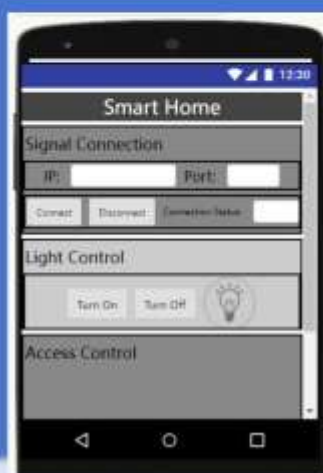 12:30
Smart Home
Signal Connection
IP: Port:
Connect Disconnect Connection Status
Light Control
Turn On Turn Off
Access Control